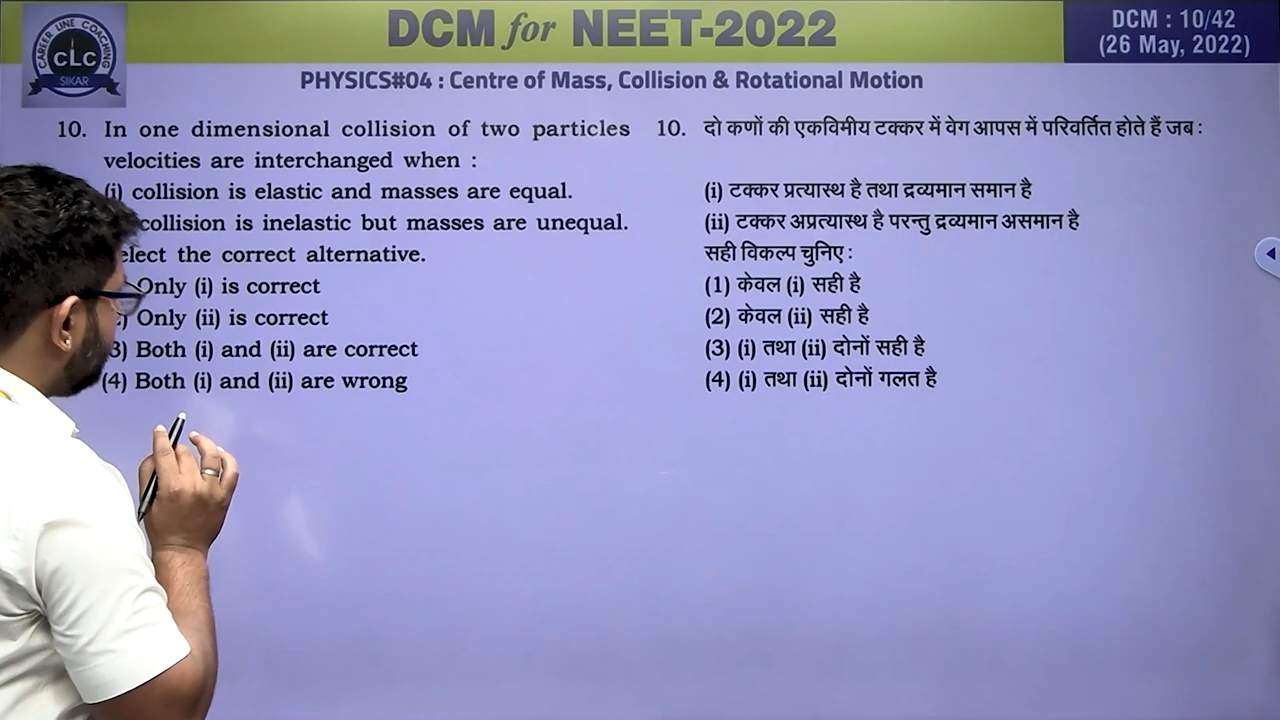 CAREER LINE COACHING
CLC
SIKAR
DCM for NEET-2022
DCM : 10/42
(26 May, 2022)
PHYSICS#04 : Centre of Mass, Collision & Rotational Motion
10. In one dimensional collision of two particles
velocities are interchanged when :
(i) collision is elastic and masses are equal.
collision is inelastic but masses are unequal.
elect the correct alternative.
Only (i) is correct
) Only (ii) is correct
3) Both (i) and (ii) are correct
(4) Both (i) and (ii) are wrong
10. दो कणों की एकविमीय टक्कर में वेग आपस में परिवर्तित होते हैं जब :
(i) टक्कर प्रत्यास्थ है तथा द्रव्यमान समान है
(ii) टक्कर अप्रत्यास्थ है परन्तु द्रव्यमान असमान है
सही विकल्प चुनिए :
(1) केवल (i) सही है
(2) केवल (ii) सही है
(3) (i) तथा (ii) दोनों सही है
(4) (i) तथा (ii) दोनों गलत है